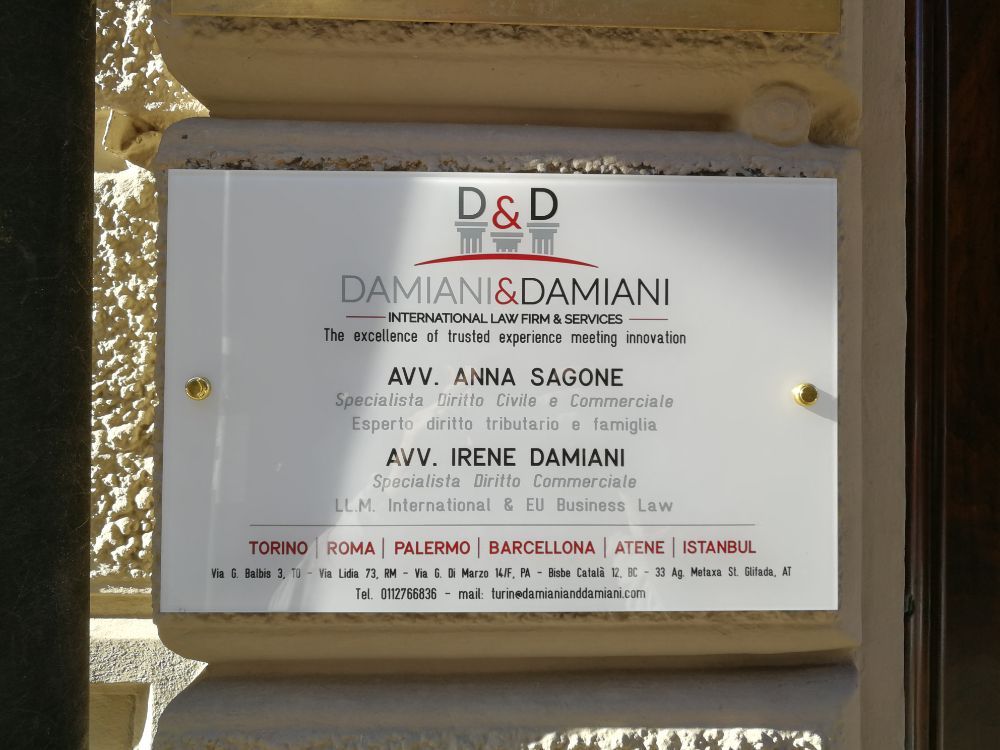 D&D
DAMIANI&DAMIANI
INTERNATIONAL LAW FIRM & SERVICES
The excellence of trusted experience meeting innovation
AVV. ANNA SAGONE
Specialista Diritto Civile e Commerciale
Esperto diritto tributario e famiglia
AVV. IRENE DAMIANI
Specialista Diritto Commerciale
LL.M. International & EU Business Law
TORINO | ROMA | PALERMO | BARCELLONA | ATENE | ISTANBUL
Via G. Balbis 3, TO - Via Lidia 73, RM - Via G. Di Marzo 14/F, PA - Bisbe Català 12, BC - 33 Ag. Metaxa St. Glifada, AT
Tel. 0112766836 - mail: turin@damianianddamiani.com